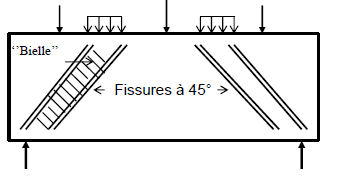 ‘’Bielle’’
Fissures à 45°